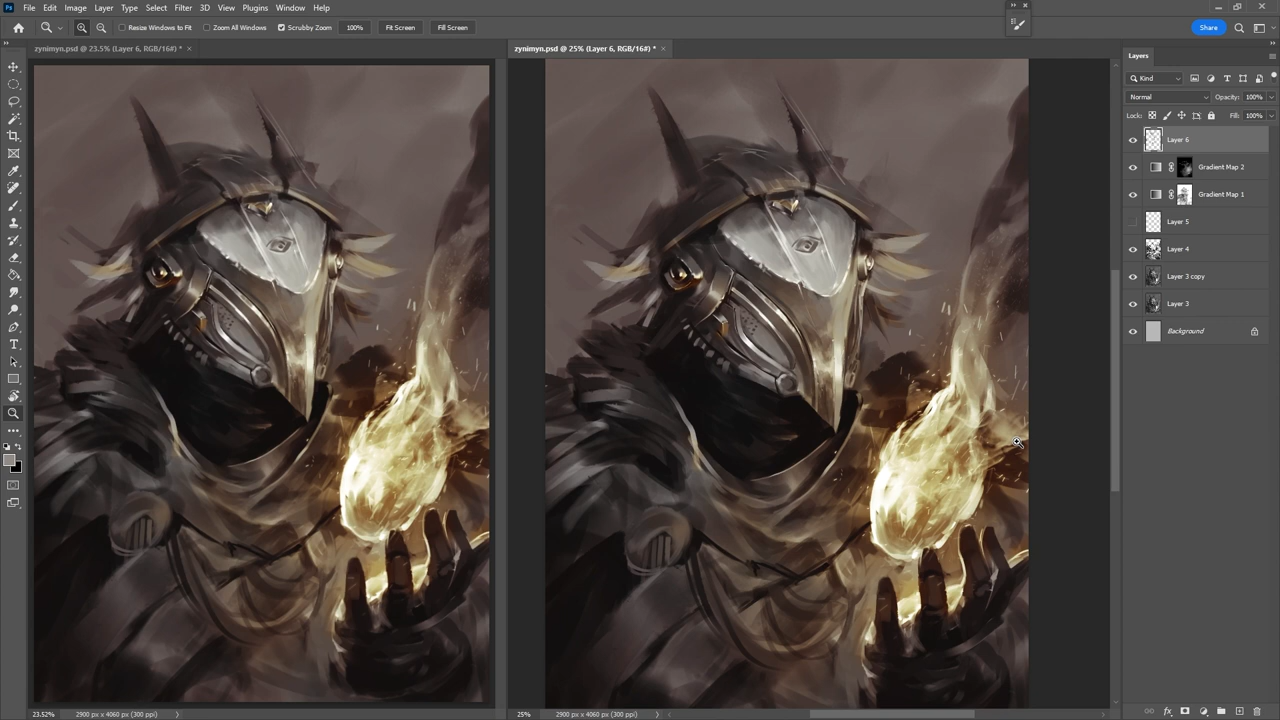 Ps File Edit Image Layer Type Select Filter 3D View Plugins Window Help
Resize Windows to Fit Zoom All Windows Scrubby Zoom 100% Fit Screen Fill Screen Share
zynimyn.psd @ 23.5% (Layer 6, RGB/16#) * zynimyn.psd @ 25% (Layer 6, RGB/16#) *
Layers
Kind
Normal Opacity: 100%
Lock: Fill: 100%
Layer 6
Gradient Map 2
Gradient Map 1
Layer 5
Layer 4
Layer 3 copy
Layer 3
Background
23.52% 2900 px x 4060 px (300 ppi) 25% 2900 px x 4060 px (300 ppi)